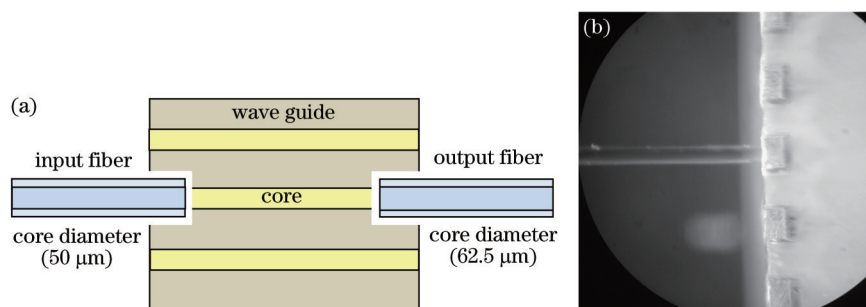 (a)
wave guide
input fiber
output fiber
core
core diameter
(50 μm)
core diameter
(62.5 μm)
(b)